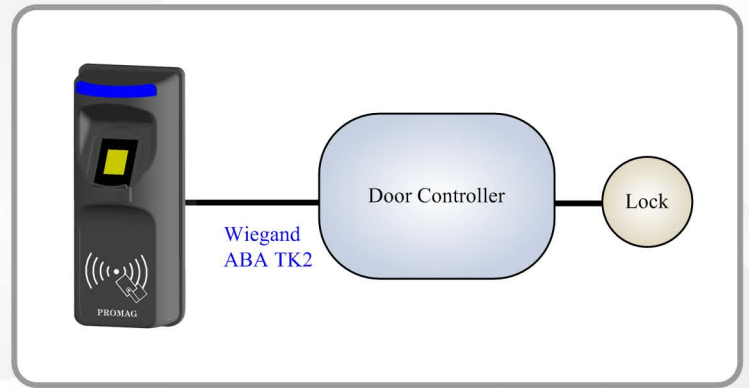 Door Controller
Lock
Wiegand
ABA TK2
PROMAG